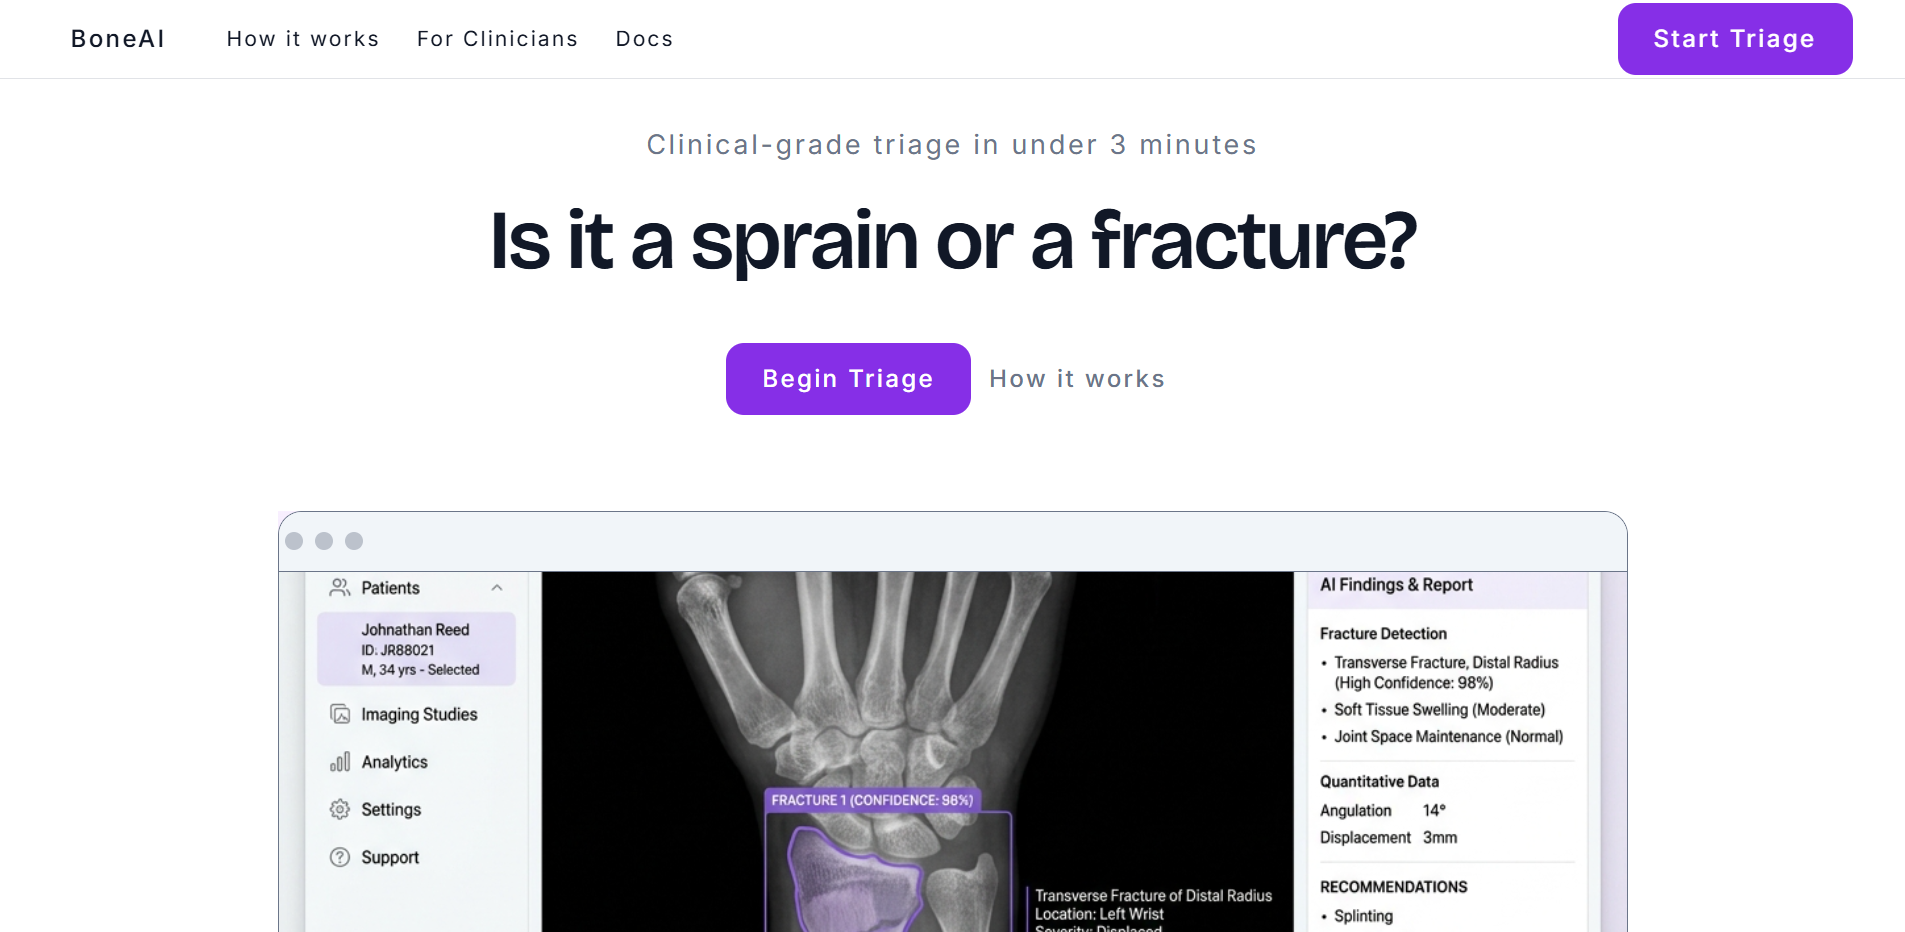 BoneAI
How it works
For Clinicians
Docs
Start Triage
Clinical-grade triage in under 3 minutes
Is it a sprain or a fracture?
Begin Triage
How it works
Patients
Johnathan Reed
ID: JR88021
M, 34 yrs - Selected
Imaging Studies
Analytics
Settings
Support
FRACTURE 1 (CONFIDENCE: 98%)
Transverse Fracture of Distal Radius
Location: Left Wrist
Severity: Displaced
AI Findings & Report
Fracture Detection
• Transverse Fracture, Distal Radius
(High Confidence: 98%)
• Soft Tissue Swelling (Moderate)
• Joint Space Maintenance (Normal)
Quantitative Data
Angulation 14°
Displacement 3mm
RECOMMENDATIONS
• Splinting